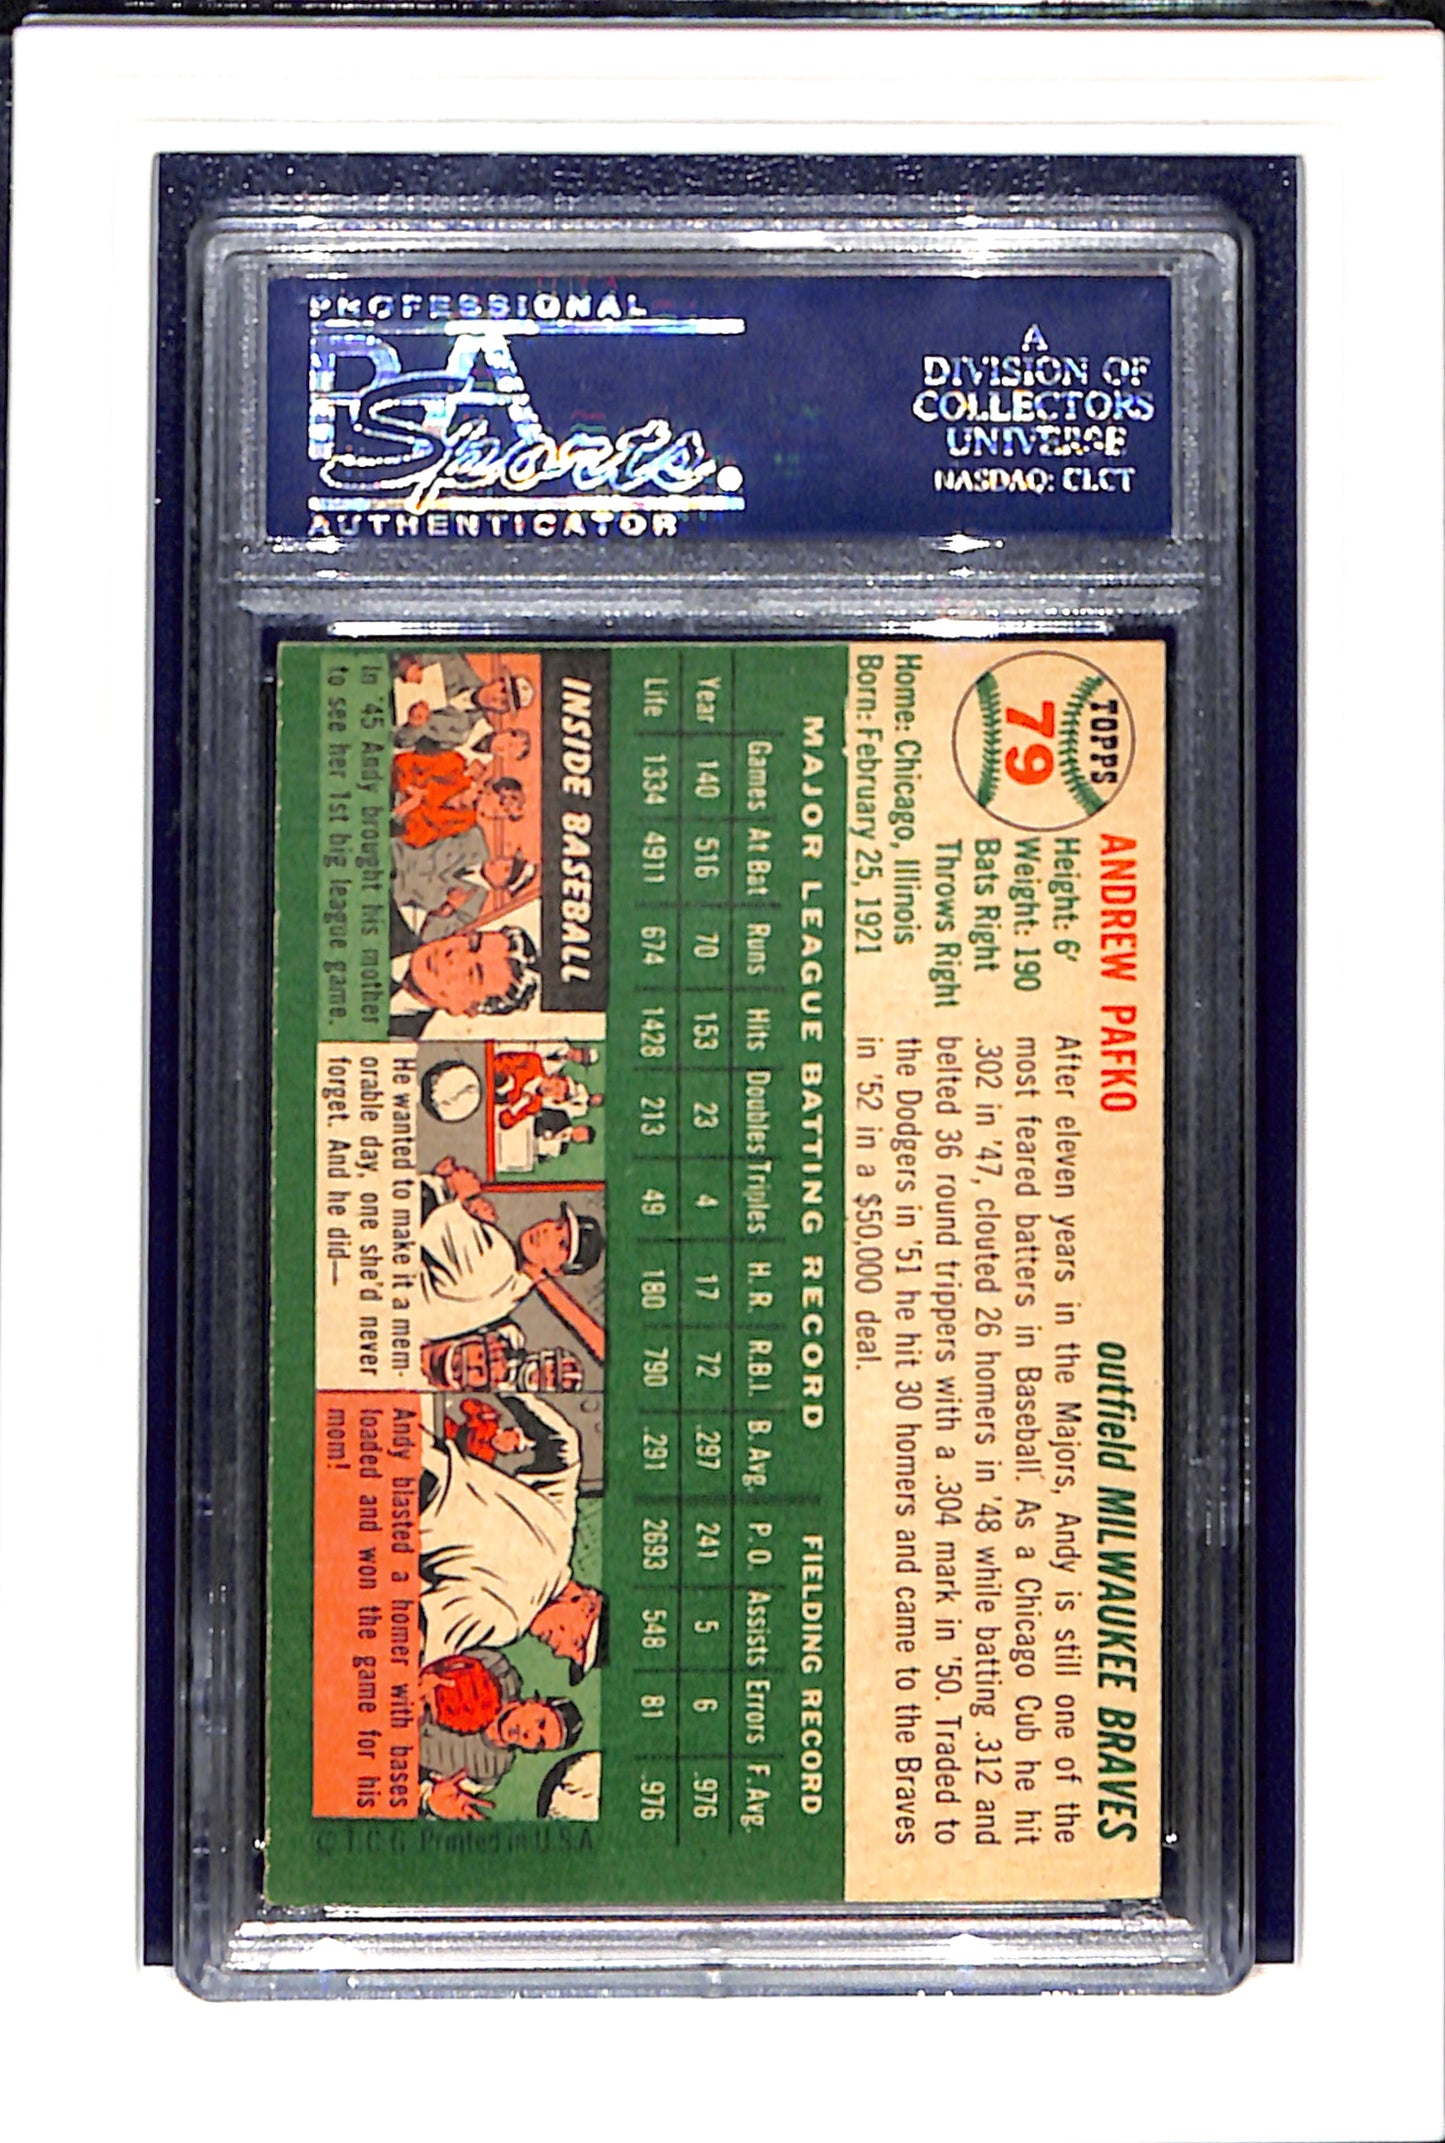 PROFESSIONAL
PSA
Sports.
AUTHENTICATOR
A
DIVISION OF
COLLECTORS
UNIVERSE
NASDAQ: CLCT
TOPPS
79
ANDREW PAFKO
outfield MILWAUKEE BRAVES
Height: 6'
Weight: 190
Bats Right
Throws Right
Home: Chicago, Illinois
Born: February 25, 1921
After eleven years in the Majors, Andy is still one of the
most feared batters in Baseball. As a Chicago Cub he hit
.302 in '47, clouted 26 homers in '48 while batting .312 and
belted 36 round trippers with a .304 mark in '50. Traded to
the Dodgers in '51 he hit 30 homers and came to the Braves
in '52 in a $50,000 deal.
MAJOR LEAGUE BATTING RECORD FIELDING RECORD
Games At Bat Runs Hits Doubles Triples H.R. R.B.I. B.Avg. P.O. Assists Errors F.Avg.
Year 140 516 70 153 23 4 17 72 .297 241 5 6 .976
Life 1334 4911 674 1428 213 49 180 790 .291 2693 548 81 .976
INSIDE BASEBALL
In '45 Andy brought his mother
to see her 1st big league game.
He wanted to make it a mem-
orable day, one she'd never
forget. And he did—
Andy blasted a homer with bases
loaded and won the game for his
mom!
© T.C.G. Printed in U.S.A.